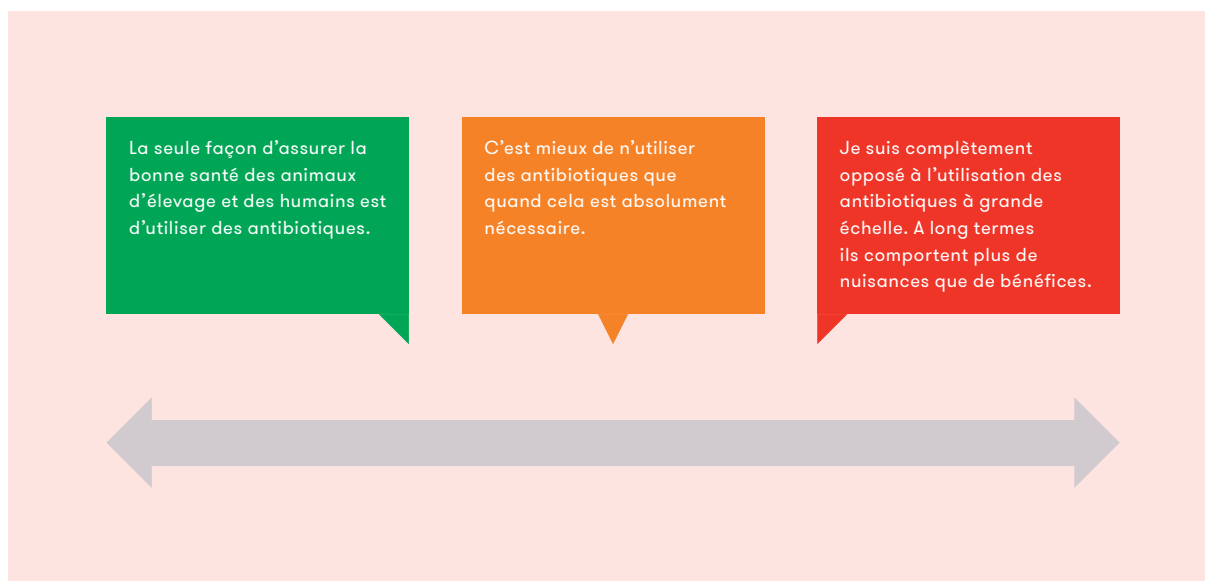 La seule façon d’assurer la
bonne santé des animaux
d’élevage et des humains est
d’utiliser des antibiotiques.
C’est mieux de n’utiliser
des antibiotiques que
quand cela est absolument
nécessaire.
Je suis complètement
opposé à l’utilisation des
antibiotiques à grande
échelle. A long termes
ils comportent plus de
nuisances que de bénéfices.